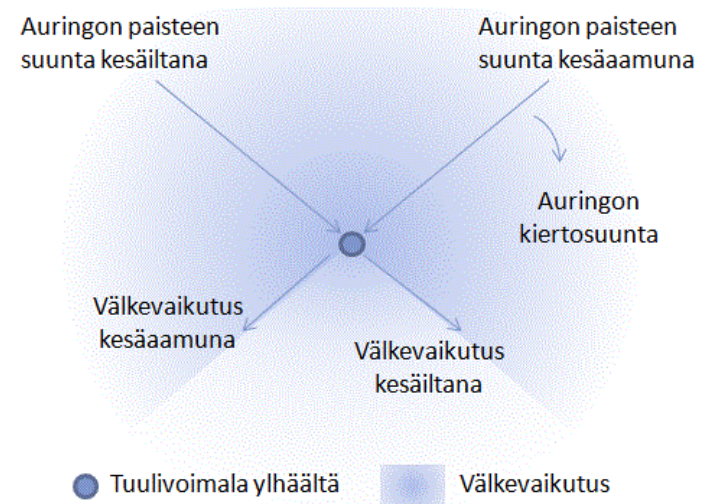 Auringon paisteen
suunta kesäiltana
Auringon paisteen
suunta kesäaamuna
Auringon
kiertosuunta
Välkevaikutus
kesäaamuna
Välkevaikutus
kesäiltana
Tuulivoimala ylhäältä
Välkevaikutus